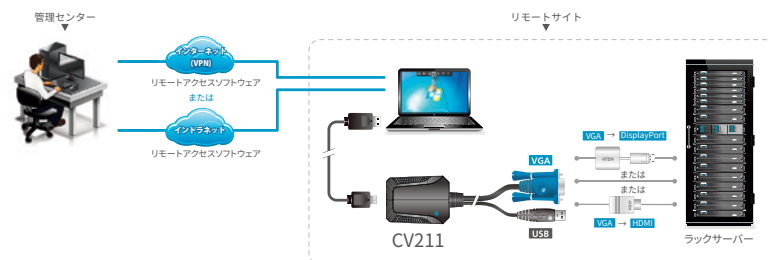 管理センター
リモートサイト
インターネット
(VPN)
リモートアクセスソフトウェア
または
イントラネット
リモートアクセスソフトウェア
VGA
USB
CV211
VGA → DisplayPort
または
または
VGA → HDMI
ラックサーバー